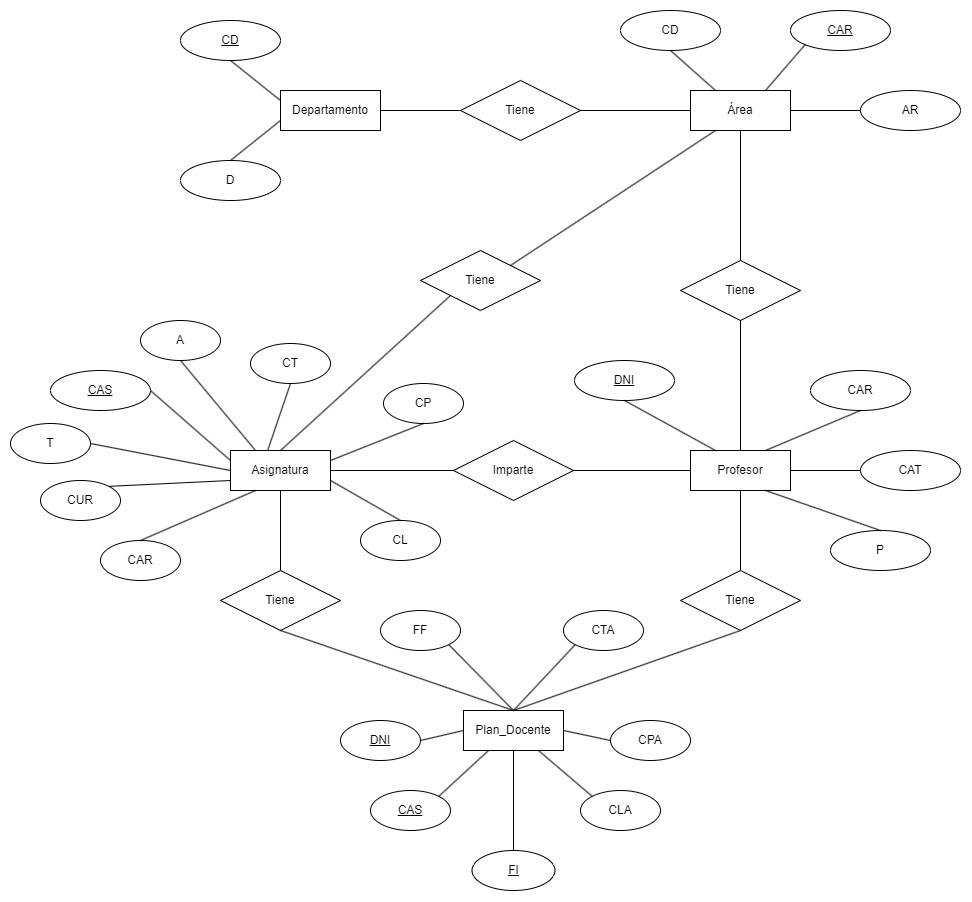 CD
CD
CAR
Departamento
Tiene
Área
AR
D
Tiene
Tiene
A
CT
CAS
DNI
CAR
CP
T
Asignatura
Imparte
Profesor
CAT
CUR
CL
P
CAR
Tiene
Tiene
FF
CTA
Plan_Docente
DNI
CPA
CAS
CLA
FI